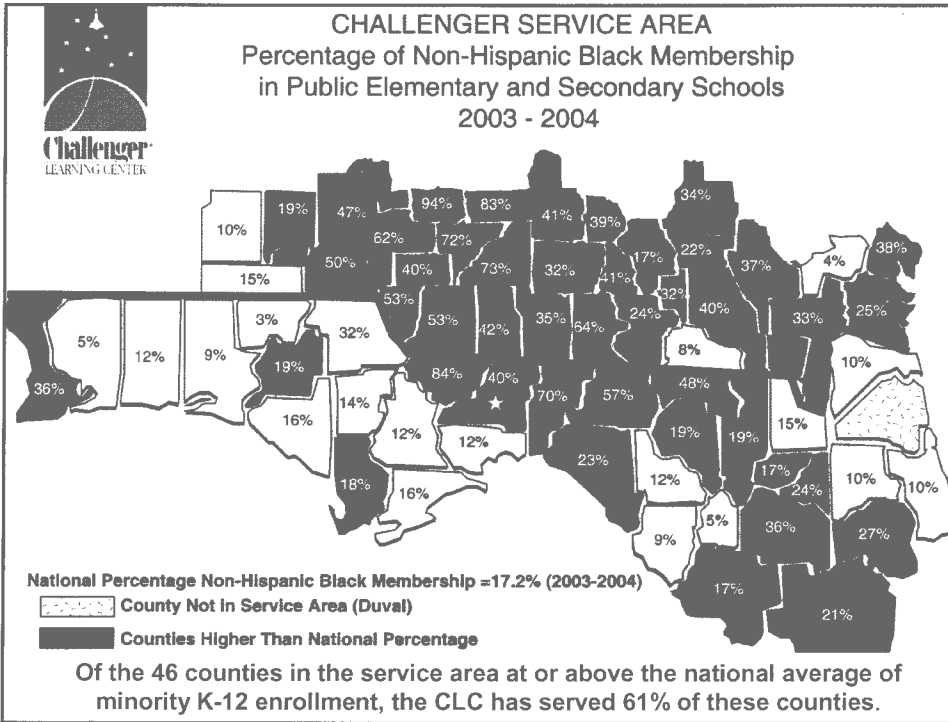 CHALLENGER SERVICE AREA
Percentage of Non-Hispanic Black Membership
in Public Elementary and Secondary Schools
2003 - 2004
Challenger
LEARNING CENTER
34%
19% 47% 94% 83% 41% 39%
10% 62% 72% 17% 22% 37% 4% 38%
50% 40% 73% 32% 41%
15% 53% 32% 40% 33% 25%
3% 32% 53% 42% 35% 64% 24%
5% 12% 9% 8% 10%
36% 19% 84% 40% 70% 57% 48%
16% 14% 12% 12% 19% 19% 15%
23% 12% 17% 24% 10% 10%
18% 16% 9% 5% 36% 27%
17% 21%
National Percentage Non-Hispanic Black Membership =17.2% (2003-2004)
County Not in Service Area (Duval)
Counties Higher Than National Percentage
Of the 46 counties in the service area at or above the national average of
minority K-12 enrollment, the CLC has served 61% of these counties.